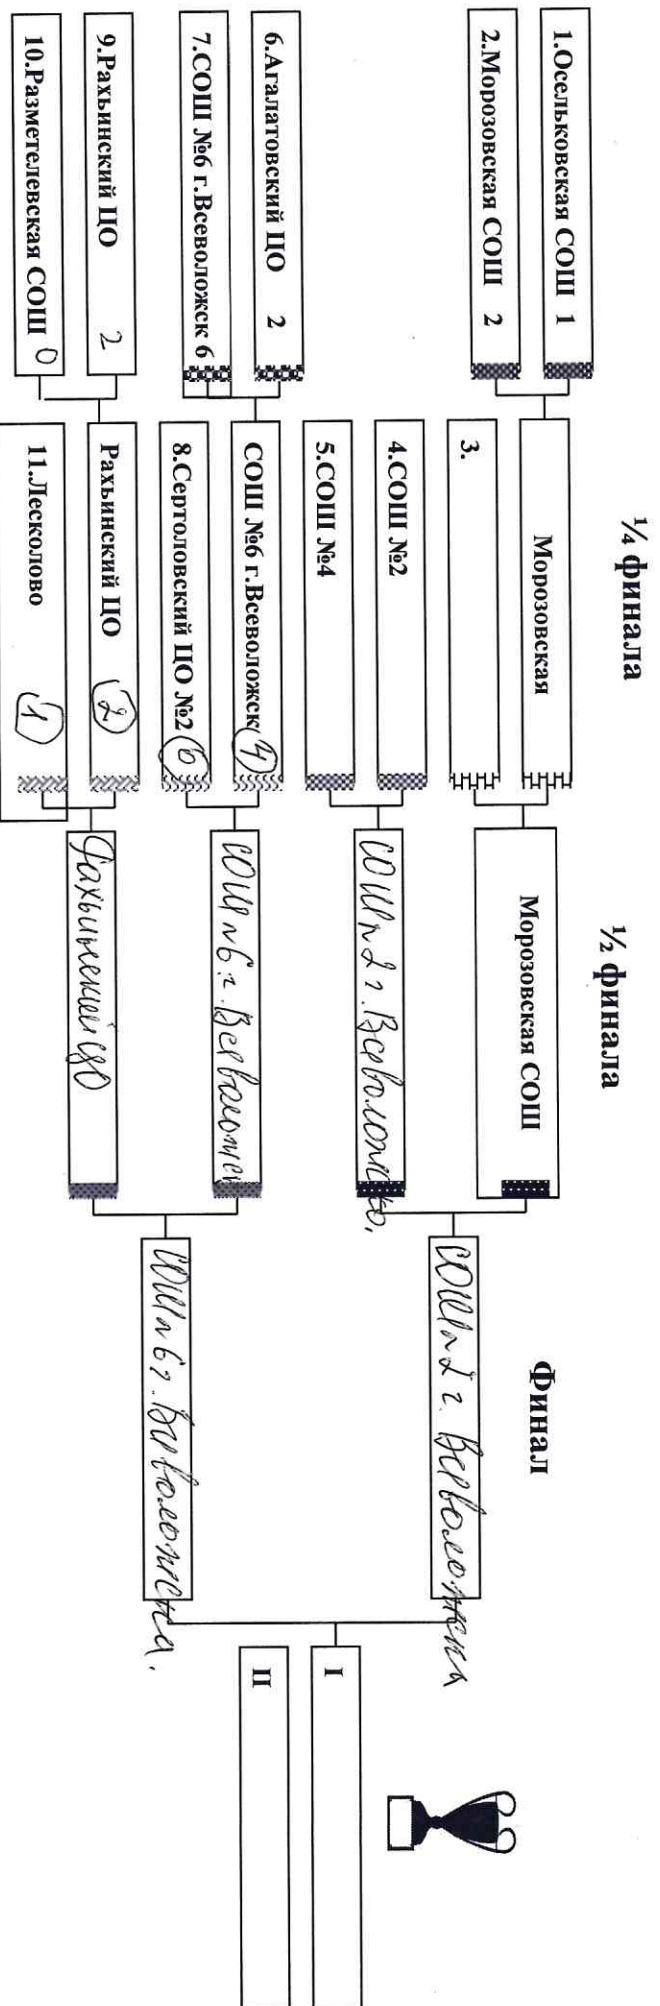 ¼ финала
½ финала
Финал
1.Осельковская СОШ 1
2.Морозовская СОШ 2
Морозовская
3.
Морозовская СОШ
4.СОШ №2
5.СОШ №4
СОШ №2 г. Всеволожска.
СОШ №2 г. Всеволожска
6.Агалатовский ЦО 2
7.СОШ №6 г.Всеволожск 6
СОШ №6 г.Всеволожск 4
8.Сертоловский ЦО №2
СОШ №6 г. Всеволожск
СОШ №6 г. Всеволожска.
9.Рахьинский ЦО 2
10.Разметелевская СОШ 0
Рахьинский ЦО 2
11.Лесколово 1
Рахьинский ЦО
I
II